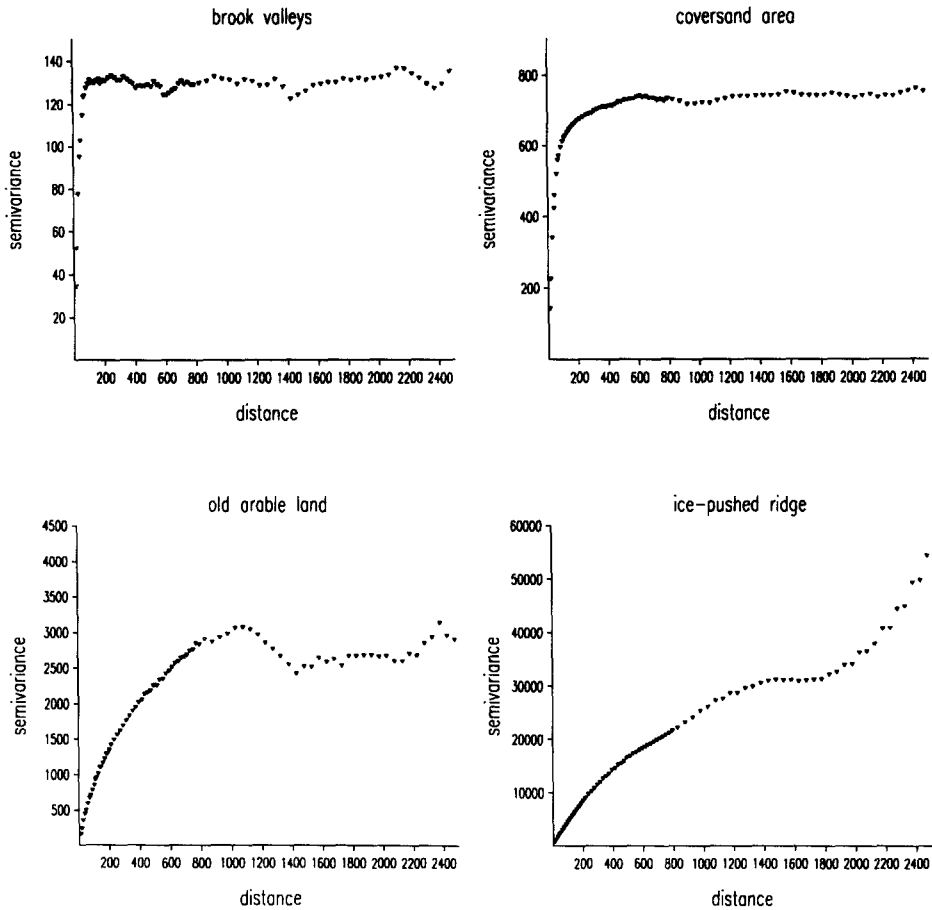 brook valleys
140
120
100
80
60
40
20
semivariance
200 400 600 800 1000 1200 1400 1600 1800 2000 2200 2400
distance
coversand area
800
600
400
200
semivariance
200 400 600 800 1000 1200 1400 1600 1800 2000 2200 2400
distance
old arable land
4500
4000
3500
3000
2500
2000
1500
1000
500
semivariance
200 400 600 800 1000 1200 1400 1600 1800 2000 2200 2400
distance
ice-pushed ridge
60000
50000
40000
30000
20000
10000
semivariance
200 400 600 800 1000 1200 1400 1600 1800 2000 2200 2400
distance